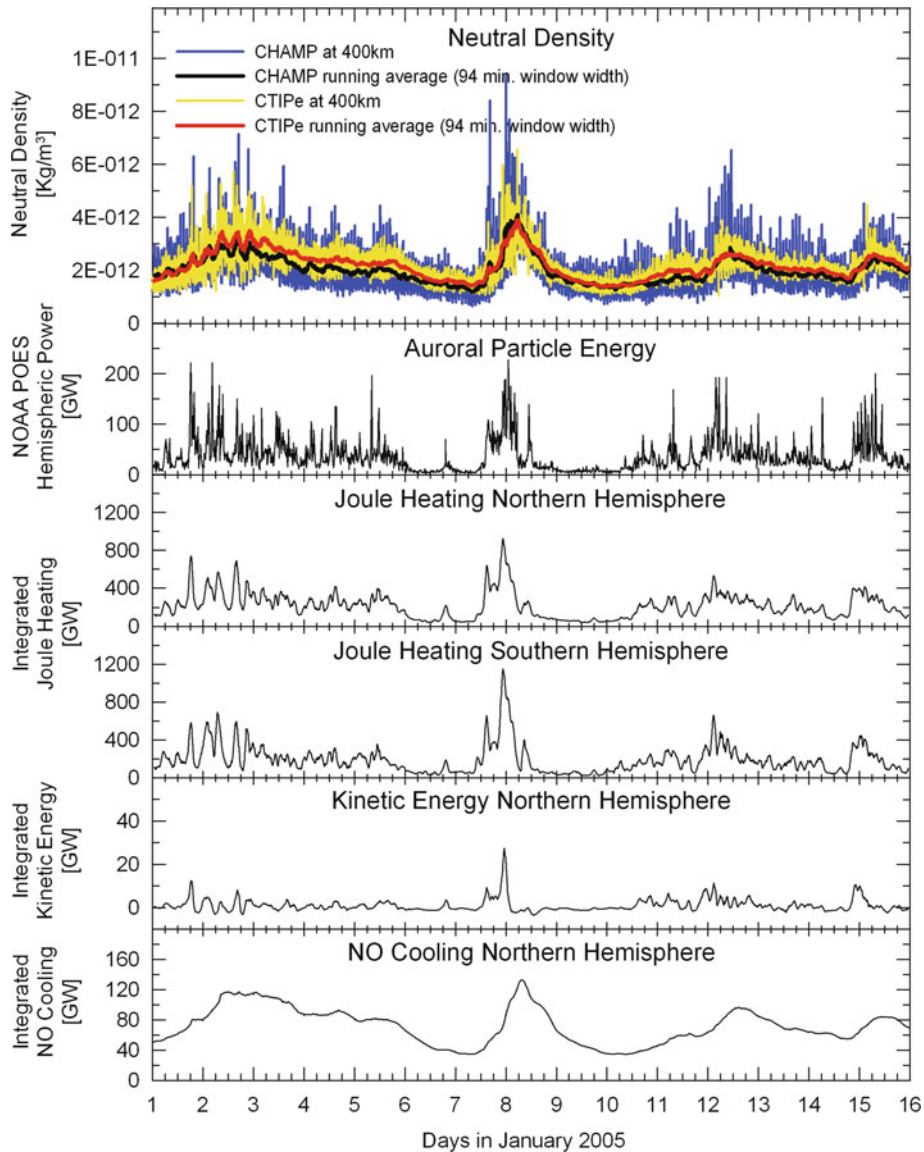 Neutral Density
CHAMP at 400km
CHAMP running average (94 min. window width)
CTIPe at 400km
CTIPe running average (94 min. window width)
Neutral Density
[Kg/m³]
1E-011
8E-012
6E-012
4E-012
2E-012
0
Auroral Particle Energy
NOAA POES
Hemispheric Power
[GW]
200
100
0
Joule Heating Northern Hemisphere
1200
800
400
0
Integrated
Joule Heating
[GW]
Joule Heating Southern Hemisphere
1200
800
400
0
Kinetic Energy Northern Hemisphere
Integrated
Kinetic Energy
[GW]
40
20
0
NO Cooling Northern Hemisphere
Integrated
NO Cooling
[GW]
160
120
80
40
0
1 2 3 4 5 6 7 8 9 10 11 12 13 14 15 16
Days in January 2005